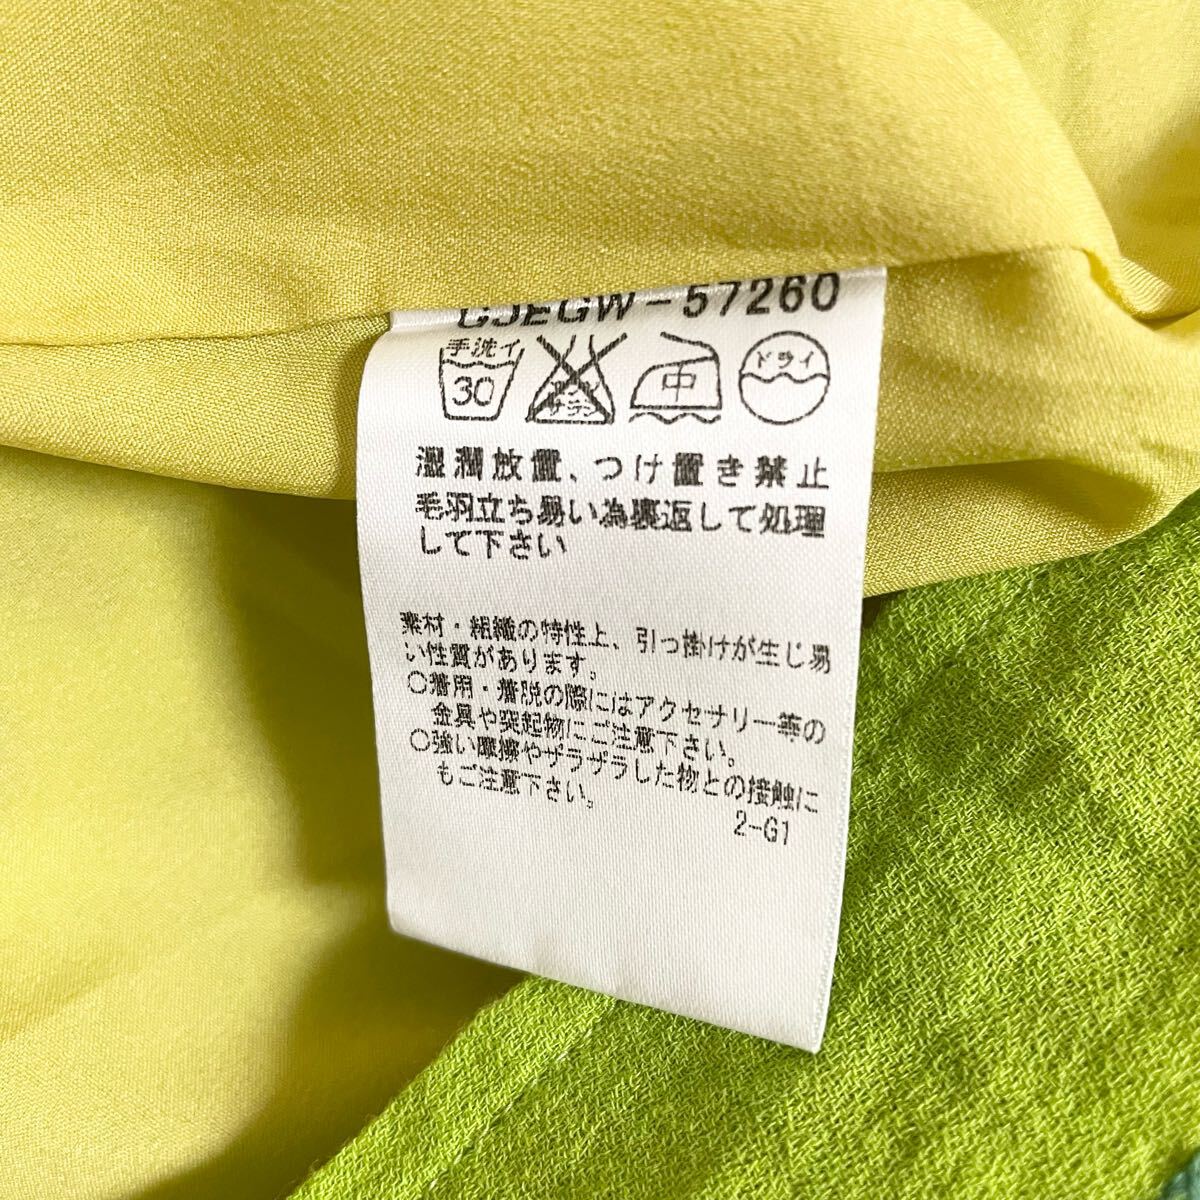 CJEGW-57260
手洗イ ドライ
30 中
湿潤放置、つけ置き禁止
毛羽立ち易い為裏返して処理
して下さい
素材・組織の特性上、引っ掛けが生じ易
い性質があります。
○着用・着脱の際にはアクセサリー等の
金具や突起物にご注意下さい。
○強い摩擦やザラザラした物との接触に
もご注意下さい。
2-G1